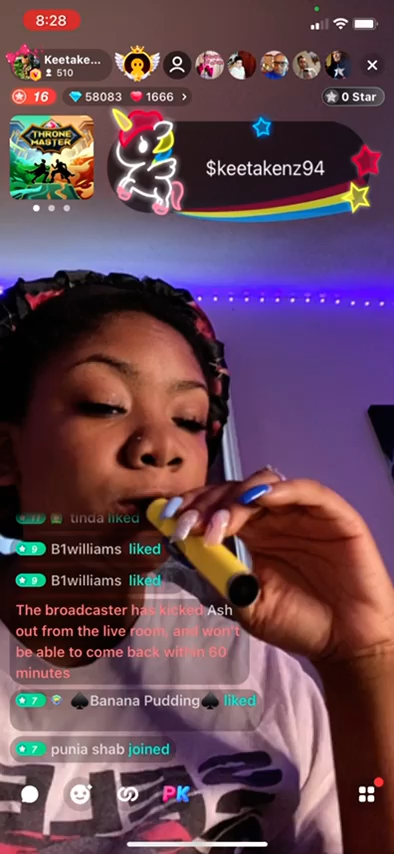 8:28
Keetake...
510
16
58083
1666
0 Star
THRONE
MASTER
$keetakenz94
tinda liked
9 B1williams liked
9 B1williams liked
The broadcaster has kicked Ash
out from the live room, and won't
be able to come back within 60
minutes
7 ♠Banana Pudding♠ liked
7 punia shab joined
PK